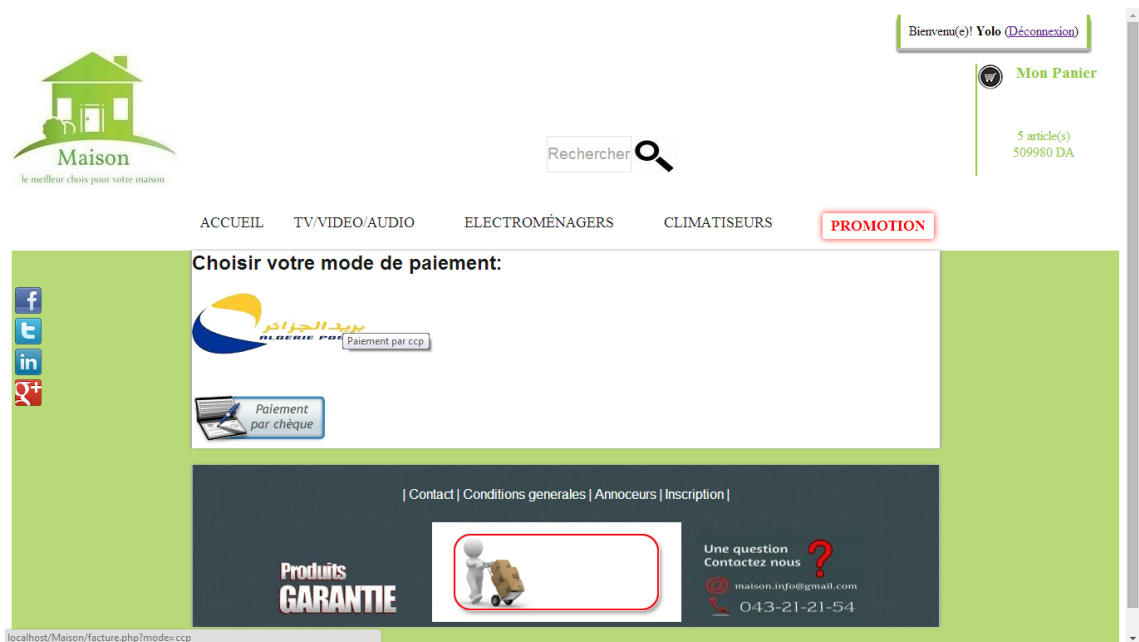 Bienvenu(e)! Yolo (Déconnexion)
Mon Panier
5 article(s)
509980 DA
Maison
le meilleur choix pour votre maison
Rechercher
ACCUEIL TV/VIDEO/AUDIO ELECTROMÉNAGERS CLIMATISEURS PROMOTION
Choisir votre mode de paiement:
بريد الجزائر
ALGERIE POSTE
Paiement par ccp
Paiement
par chèque
| Contact | Conditions generales | Annoceurs | Inscription |
Produits
GARANTIE
Une question
Contactez nous
maison.info@gmail.com
043-21-21-54
localhost/Maison/facture.php?mode=ccp